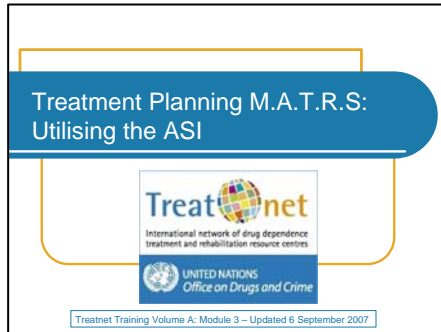 Treatment Planning M.A.T.R.S:
Utilising the ASI
Treatnet
International network of drug dependence
treatment and rehabilitation resource centres
UNITED NATIONS
Office on Drugs and Crime
Treatnet Training Volume A: Module 3 – Updated 6 September 2007